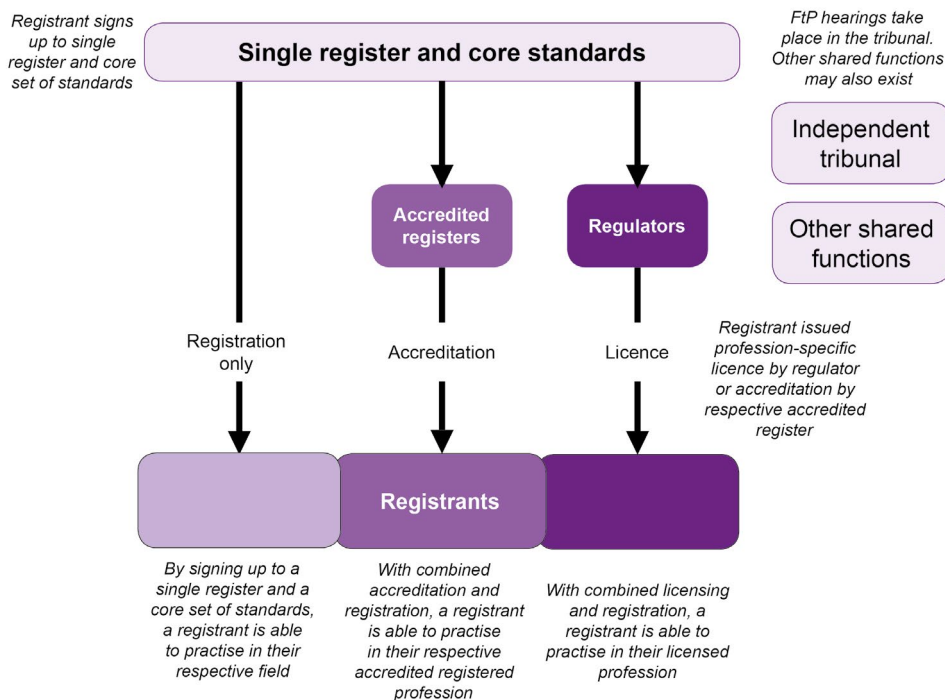 Registrant signs
up to single
register and core
set of standards
Single register and core standards
FtP hearings take
place in the tribunal.
Other shared functions
may also exist
Independent
tribunal
Other shared
functions
Accredited
registers
Regulators
Registration
only
Accreditation
Licence
Registrant issued
profession-specific
licence by regulator
or accreditation by
respective accredited
register
Registrants
By signing up to a
single register and a
core set of standards,
a registrant is able
to practise in their
respective field
With combined
accreditation and
registration, a registrant
is able to practise
in their respective
accredited registered
profession
With combined licensing
and registration, a
registrant is able to
practise in their licensed
profession